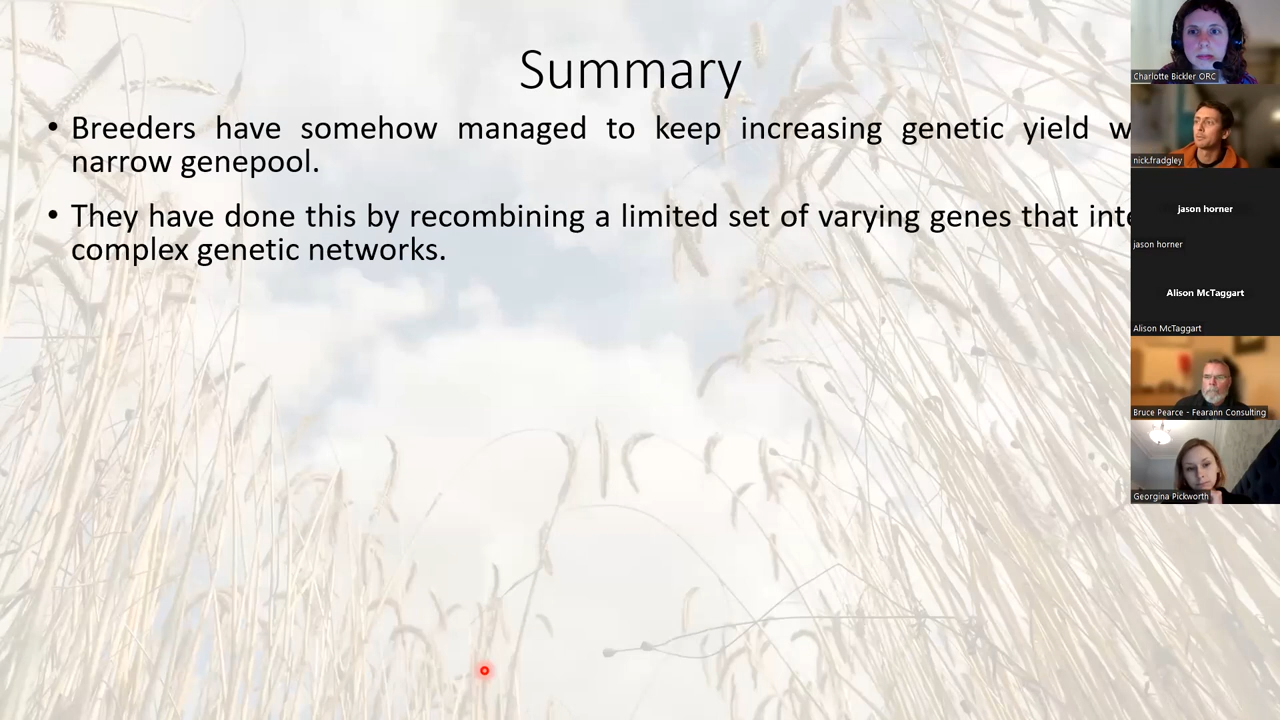 Summary
• Breeders have somehow managed to keep increasing genetic yield
narrow genepool.
• They have done this by recombining a limited set of varying genes that
complex genetic networks.
Charlotte Bickler ORC
nick.fradgley
jason horner
jason horner
Alison McTaggart
Alison McTaggart
Bruce Pearce - Fearann Consulting
Georgina Pickworth